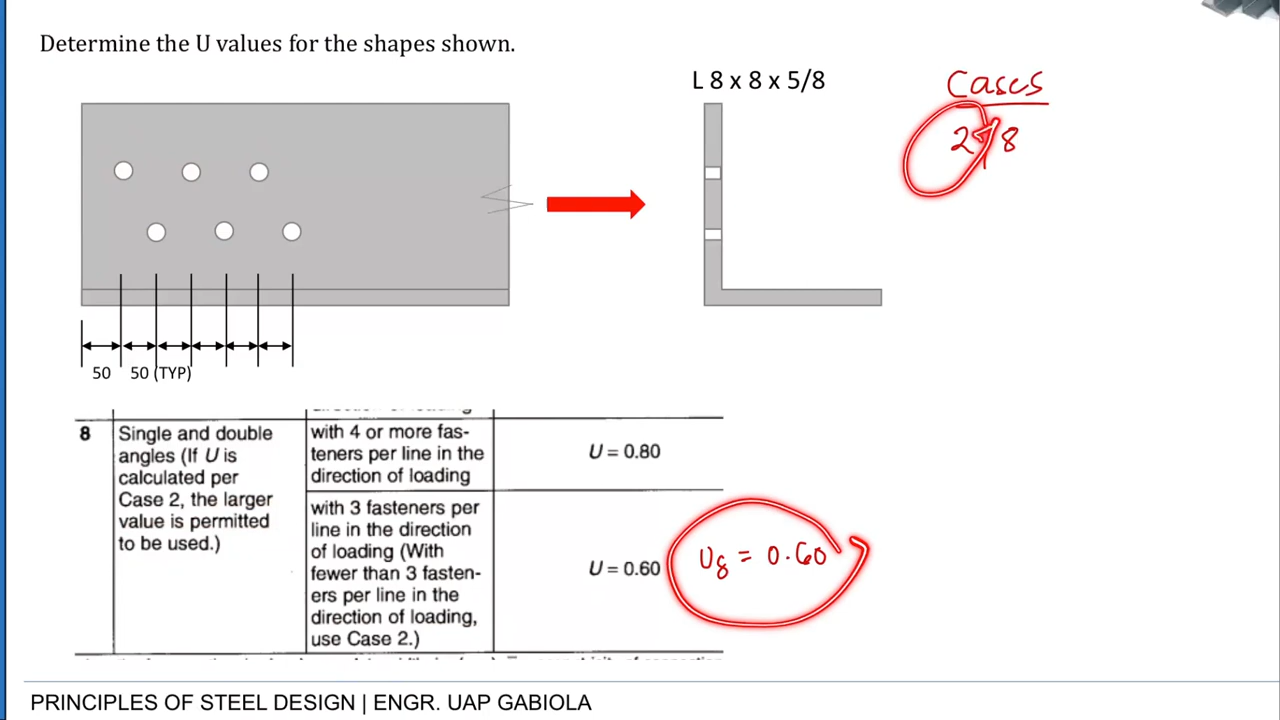 Determine the U values for the shapes shown.
L 8 x 8 x 5/8
Cases
2, 8
50
50 (TYP)
8
Single and double
angles (If U is
calculated per
Case 2, the larger
value is permitted
to be used.)
with 4 or more fas-
teners per line in the
direction of loading
U = 0.80
with 3 fasteners per
line in the direction
of loading (With
fewer than 3 fasten-
ers per line in the
direction of loading,
use Case 2.)
U = 0.60
U8 = 0.60
PRINCIPLES OF STEEL DESIGN | ENGR. UAP GABIOLA